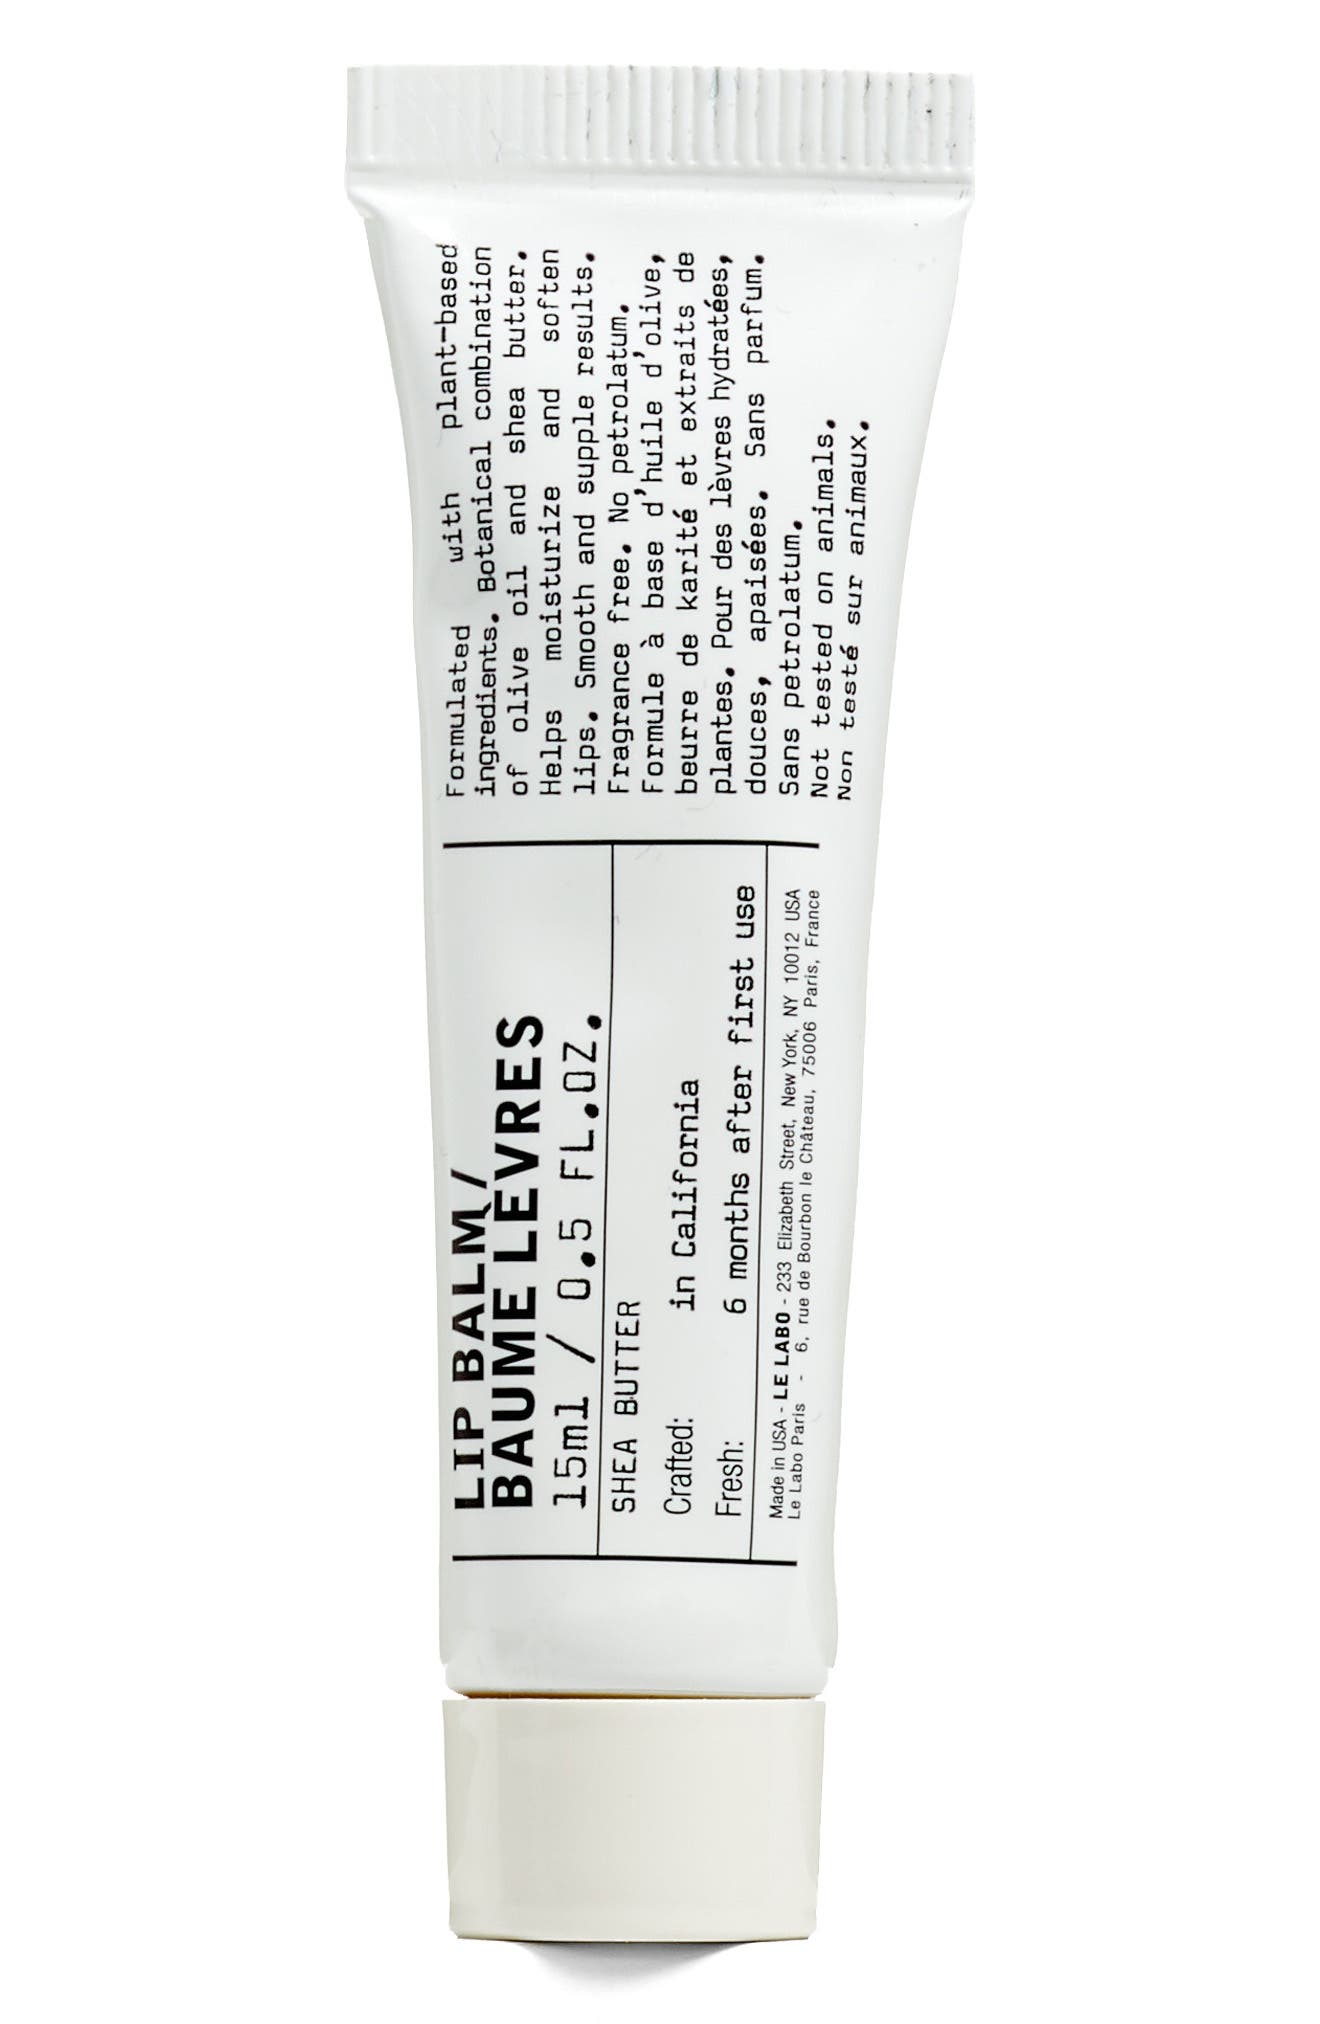 LIP BALM/
BAUME LÈVRES
15ml / 0.5 FL.OZ.
SHEA BUTTER
Crafted: in California
Fresh: 6 months after first use
Made in USA - LE LABO - 233 Elizabeth Street, New York, NY 10012 USA
Le Labo Paris - 6, rue de Bourbon le Château, 75006 Paris, France
Formulated with plant-based
ingredients. Botanical combination
of olive oil and shea butter.
Helps moisturize and soften
lips. Smooth and supple results.
Fragrance free. No petrolatum.
Formule à base d'huile d'olive,
beurre de karité et extraits de
plantes. Pour des lèvres hydratées,
douces, apaisées. Sans parfum.
Sans petrolatum.
Not tested on animals.
Non testé sur animaux.